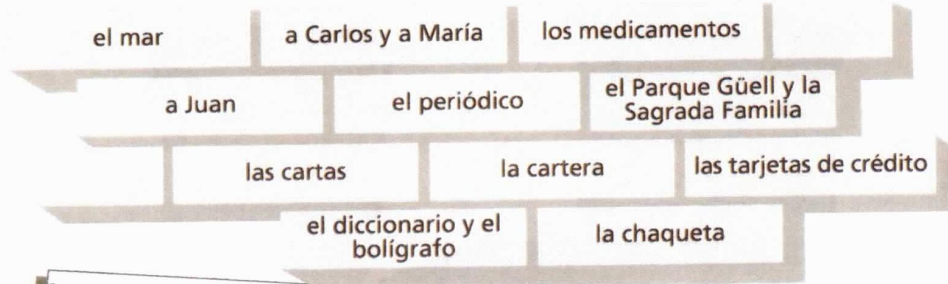 el mar
a Carlos y a María
los medicamentos
a Juan
el periódico
el Parque Güell y la
Sagrada Familia
las cartas
la cartera
las tarjetas de crédito
el diccionario y el
bolígrafo
la chaqueta